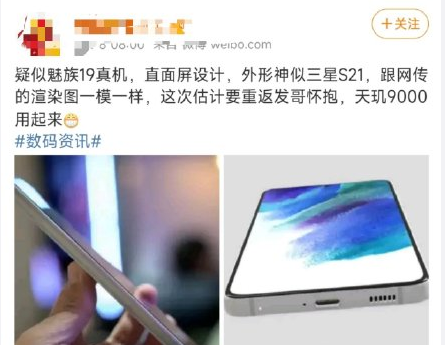 +关注
8 08:00 来自 微博 weibo.com
疑似魅族19真机，直面屏设计，外形神似三星S21，跟网传
的渲染图一模一样，这次估计要重返发哥怀抱，天玑9000
用起来
#数码资讯#